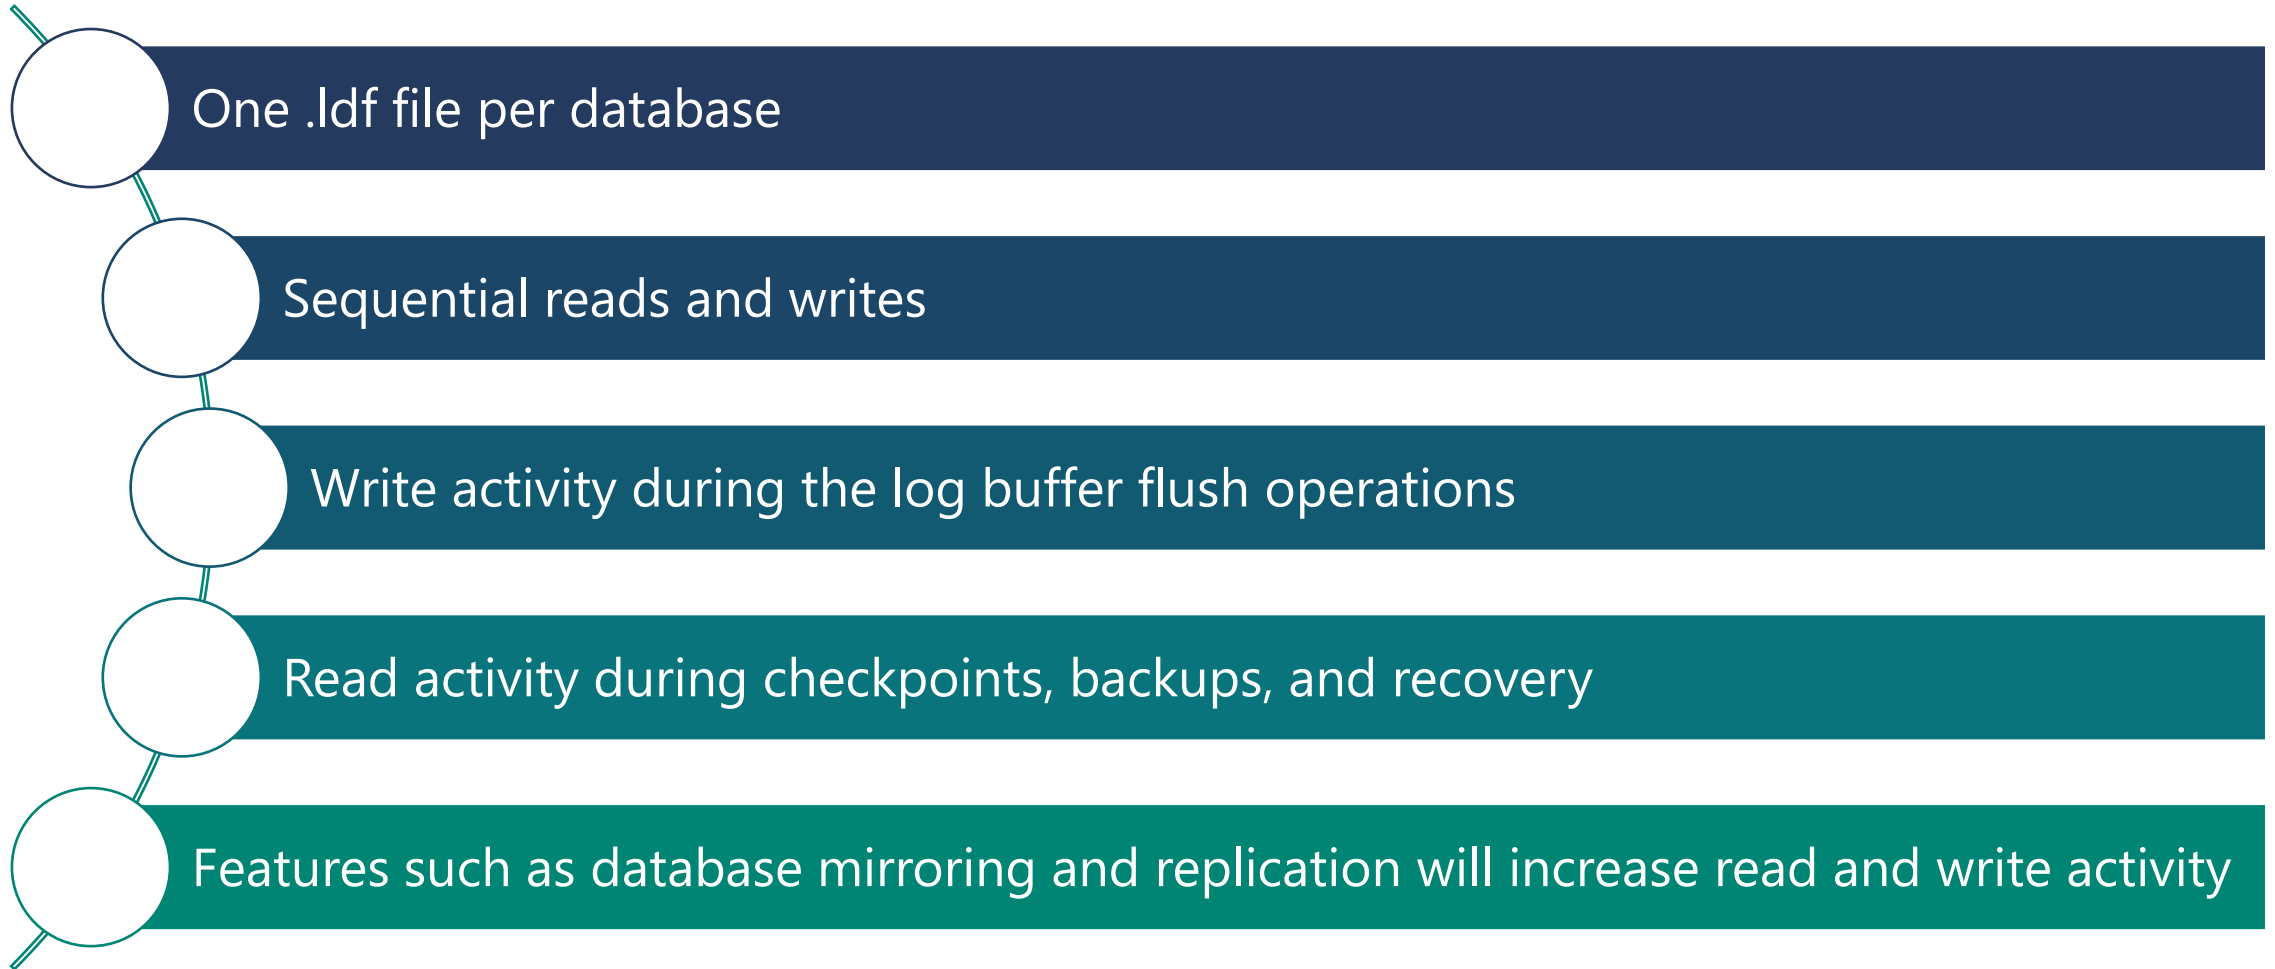 One .ldf file per database
Sequential reads and writes
Write activity during the log buffer flush operations
Read activity during checkpoints, backups, and recovery
Features such as database mirroring and replication will increase read and write activity